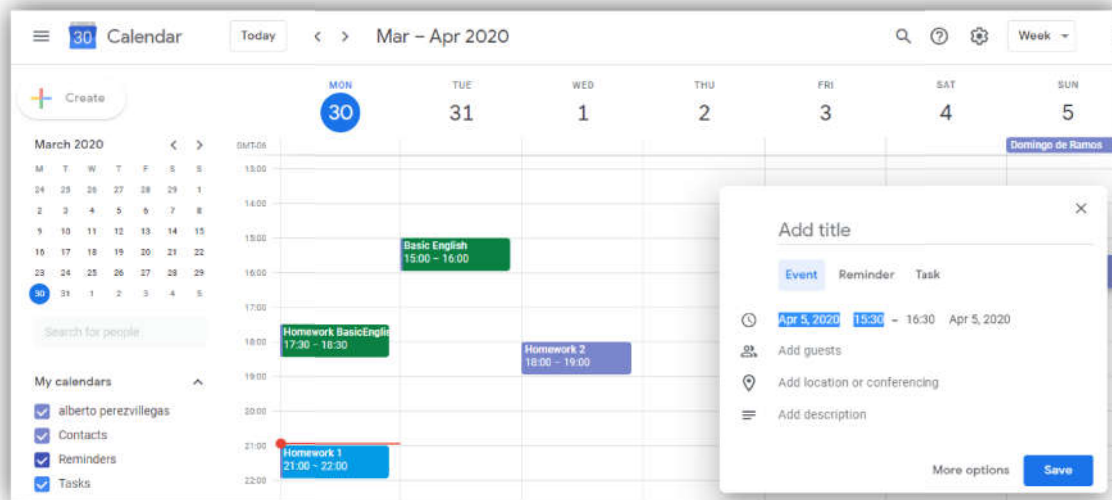 30 Calendar Today Mar – Apr 2020 Week
Create
MON TUE WED THU FRI SAT SUN
30 31 1 2 3 4 5
March 2020
GMT-06
Domingo de Ramos
M T W T F S S
24 25 26 27 28 29 1
2 3 4 5 6 7 8
9 10 11 12 13 14 15
16 17 18 19 20 21 22
23 24 25 26 27 28 29
30 31 1 2 3 4 5
Search for people
My calendars
alberto perezvillegas
Contacts
Reminders
Tasks
13:00
14:00
15:00
16:00
17:00
18:00
19:00
20:00
21:00
22:00
Basic English
15:00 – 16:00
Homework BasicEnglis
17:30 – 18:30
Homework 2
18:00 – 19:00
Homework 1
21:00 – 22:00
Add title
Event Reminder Task
Apr 5, 2020 15:30 – 16:30 Apr 5, 2020
Add guests
Add location or conferencing
Add description
More options Save